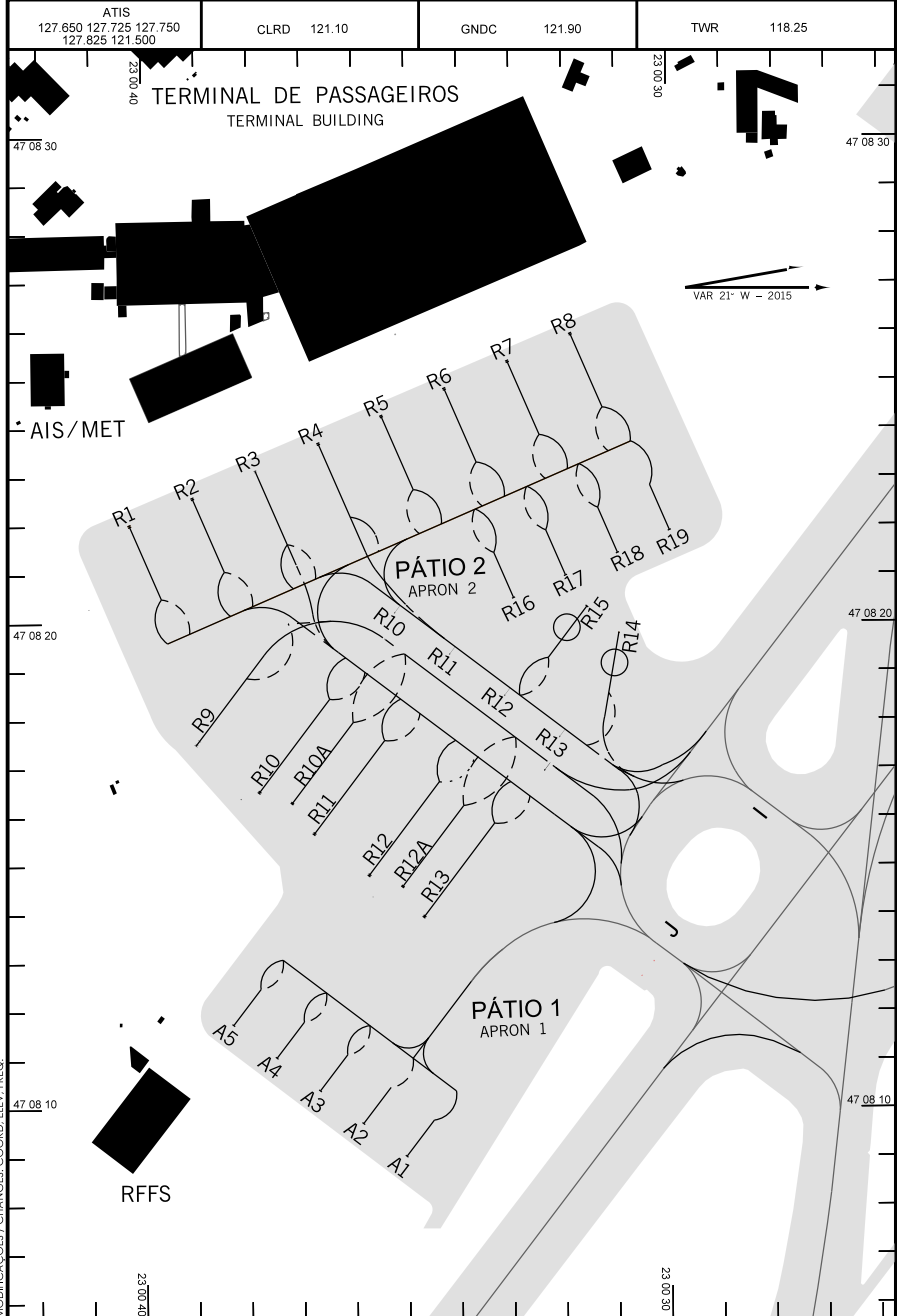 ATIS
127.650 127.725 127.750
127.825 121.500
CLRD 121.10
GNDC 121.90
TWR 118.25
23 00 40
23 00 30
TERMINAL DE PASSAGEIROS
TERMINAL BUILDING
47 08 30
47 08 30
VAR 21° W – 2015
AIS/MET
R8
R7
R6
R5
R4
R3
R2
R1
R19
R18
R17
R16
PÁTIO 2
APRON 2
R15
R14
47 08 20
47 08 20
R10
R11
R12
R13
R9
R10
R10A
R11
R12
R12A
R13
I
J
PÁTIO 1
APRON 1
A5
A4
A3
A2
A1
47 08 10
47 08 10
RFFS
23 00 40
23 00 30